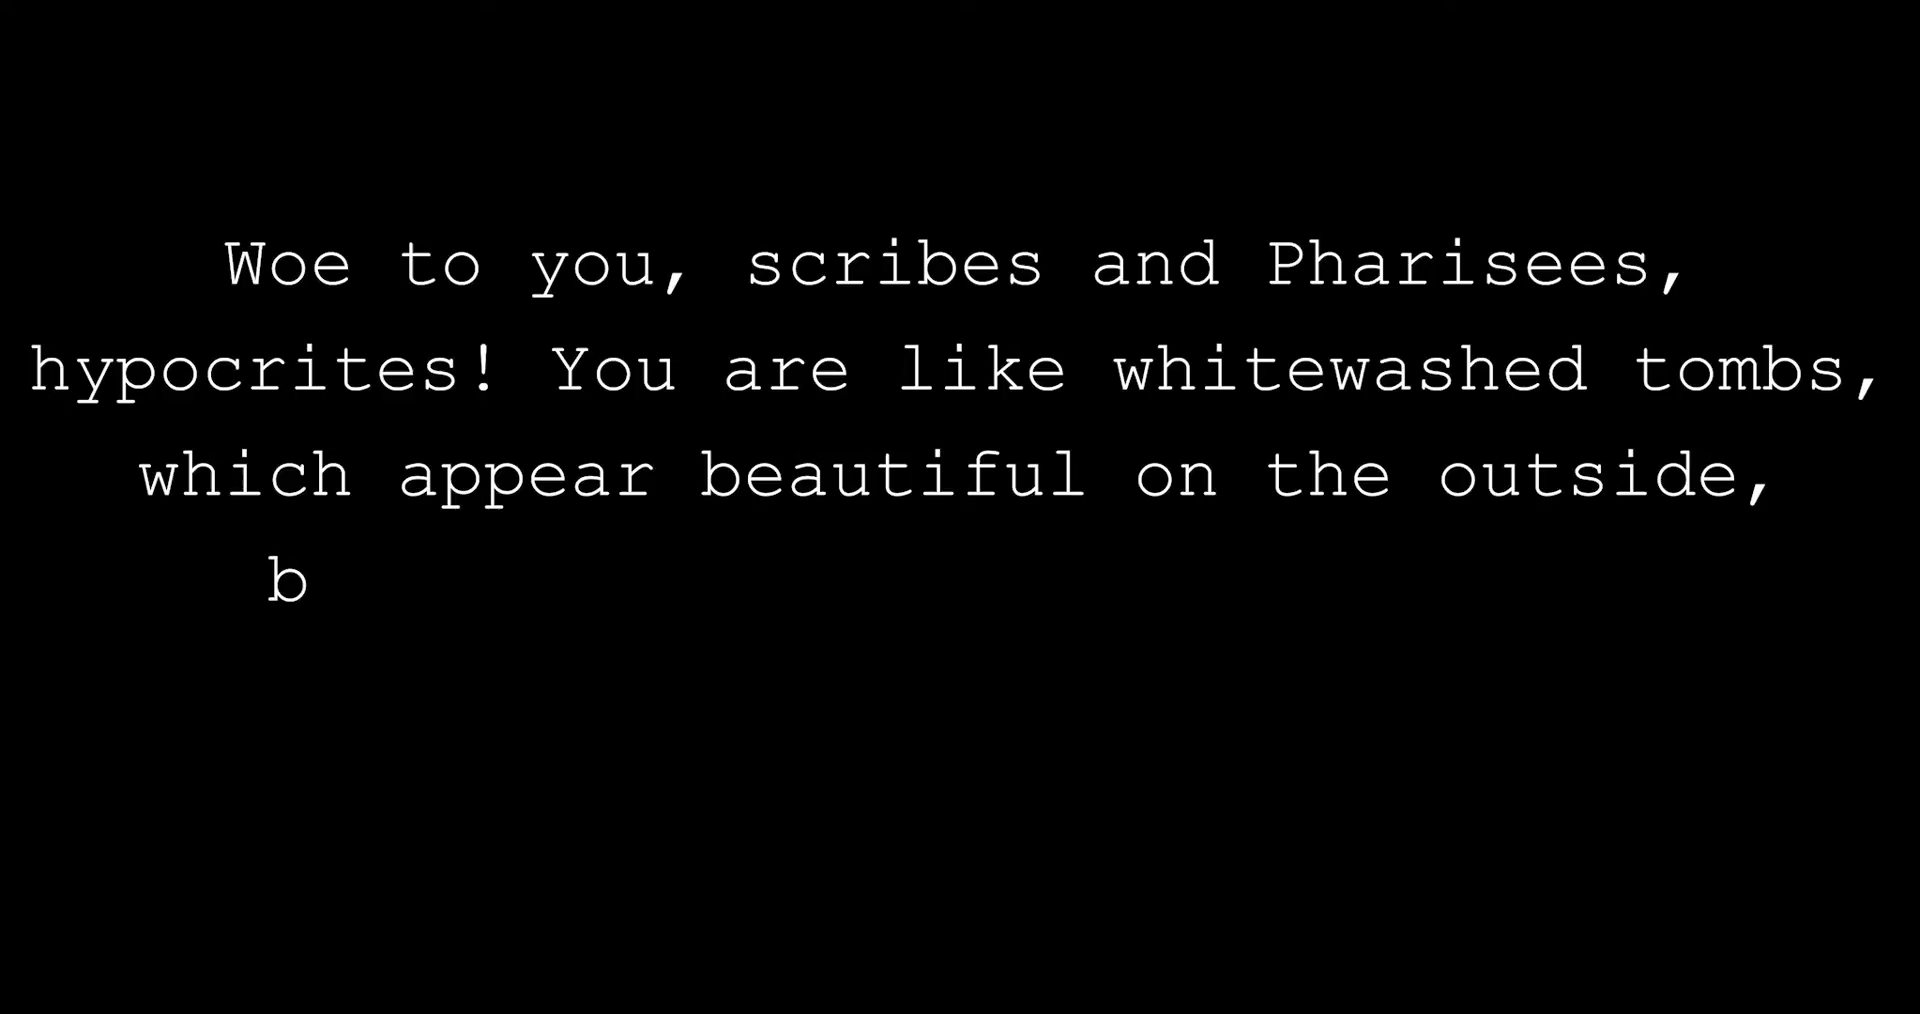 Woe to you, scribes and Pharisees,
hypocrites! You are like whitewashed tombs,
which appear beautiful on the outside,
b